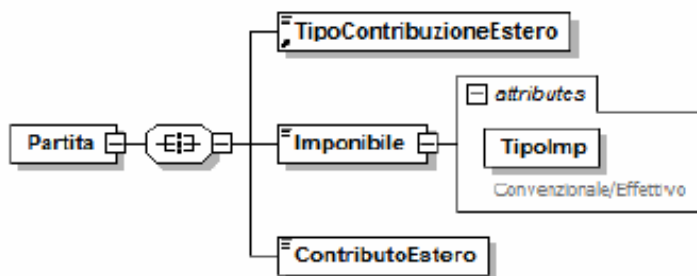 TipoContribuzioneEstero
attributes
Partita
Imponibile
TipoImp
Convenzionale/Effettivo
ContributoEstero